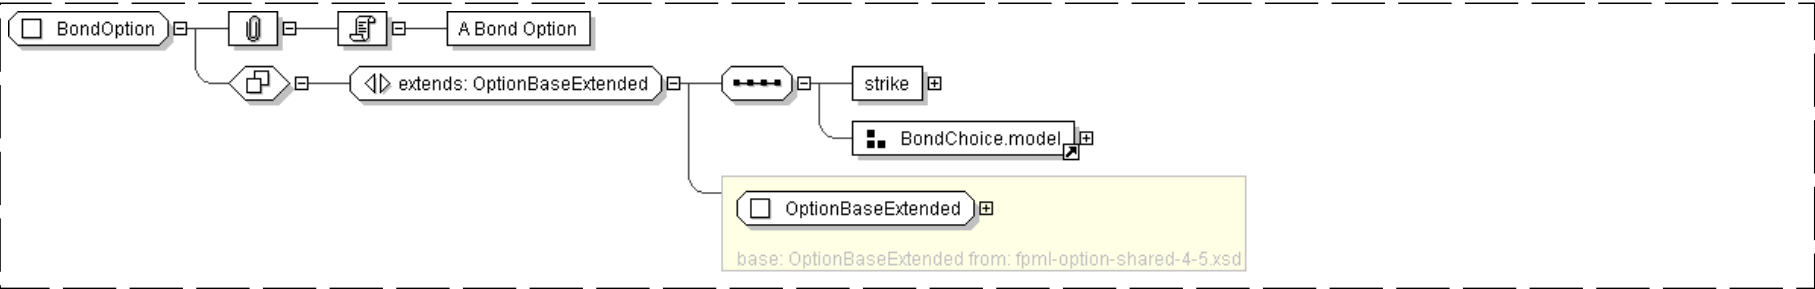 BondOption
A Bond Option
extends: OptionBaseExtended
strike
BondChoice.model
OptionBaseExtended
base: OptionBaseExtended from: fpml-option-shared-4-5.xsd